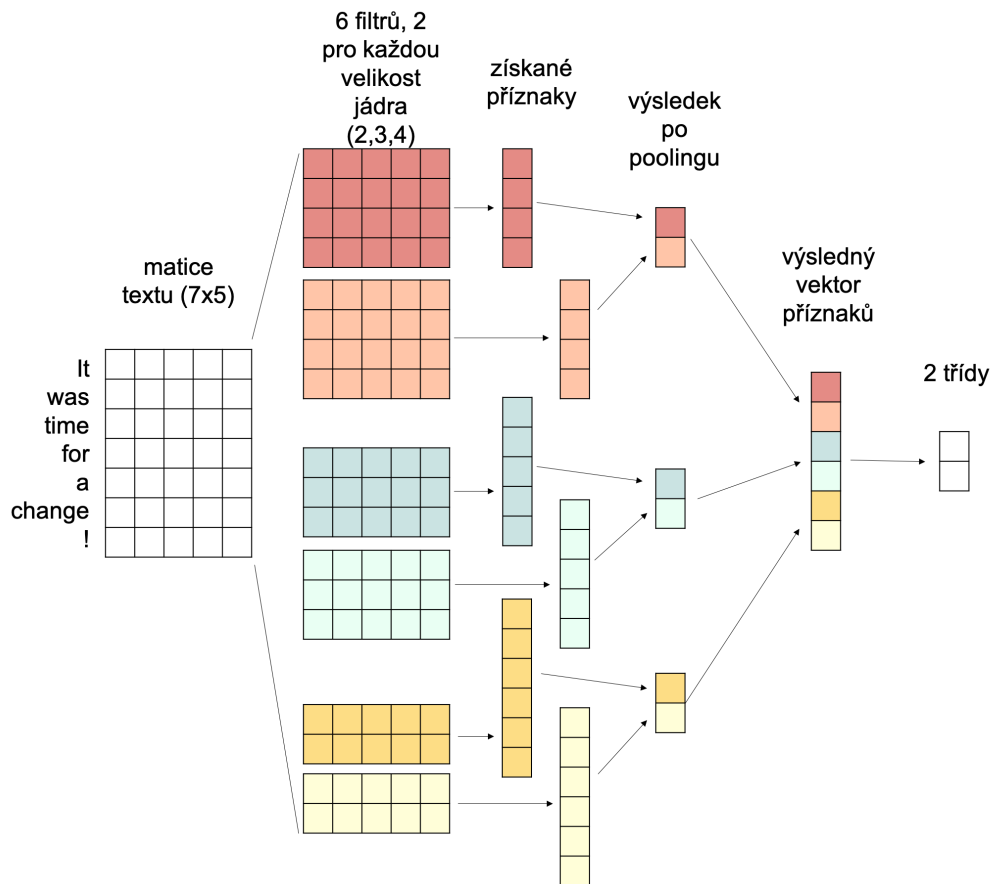 6 filtrů, 2
pro každou
velikost
jádra
(2,3,4)
získané
příznaky
výsledek
po
poolingu
matice
textu (7x5)
výsledný
vektor
příznaků
2 třídy
It
was
time
for
a
change
!